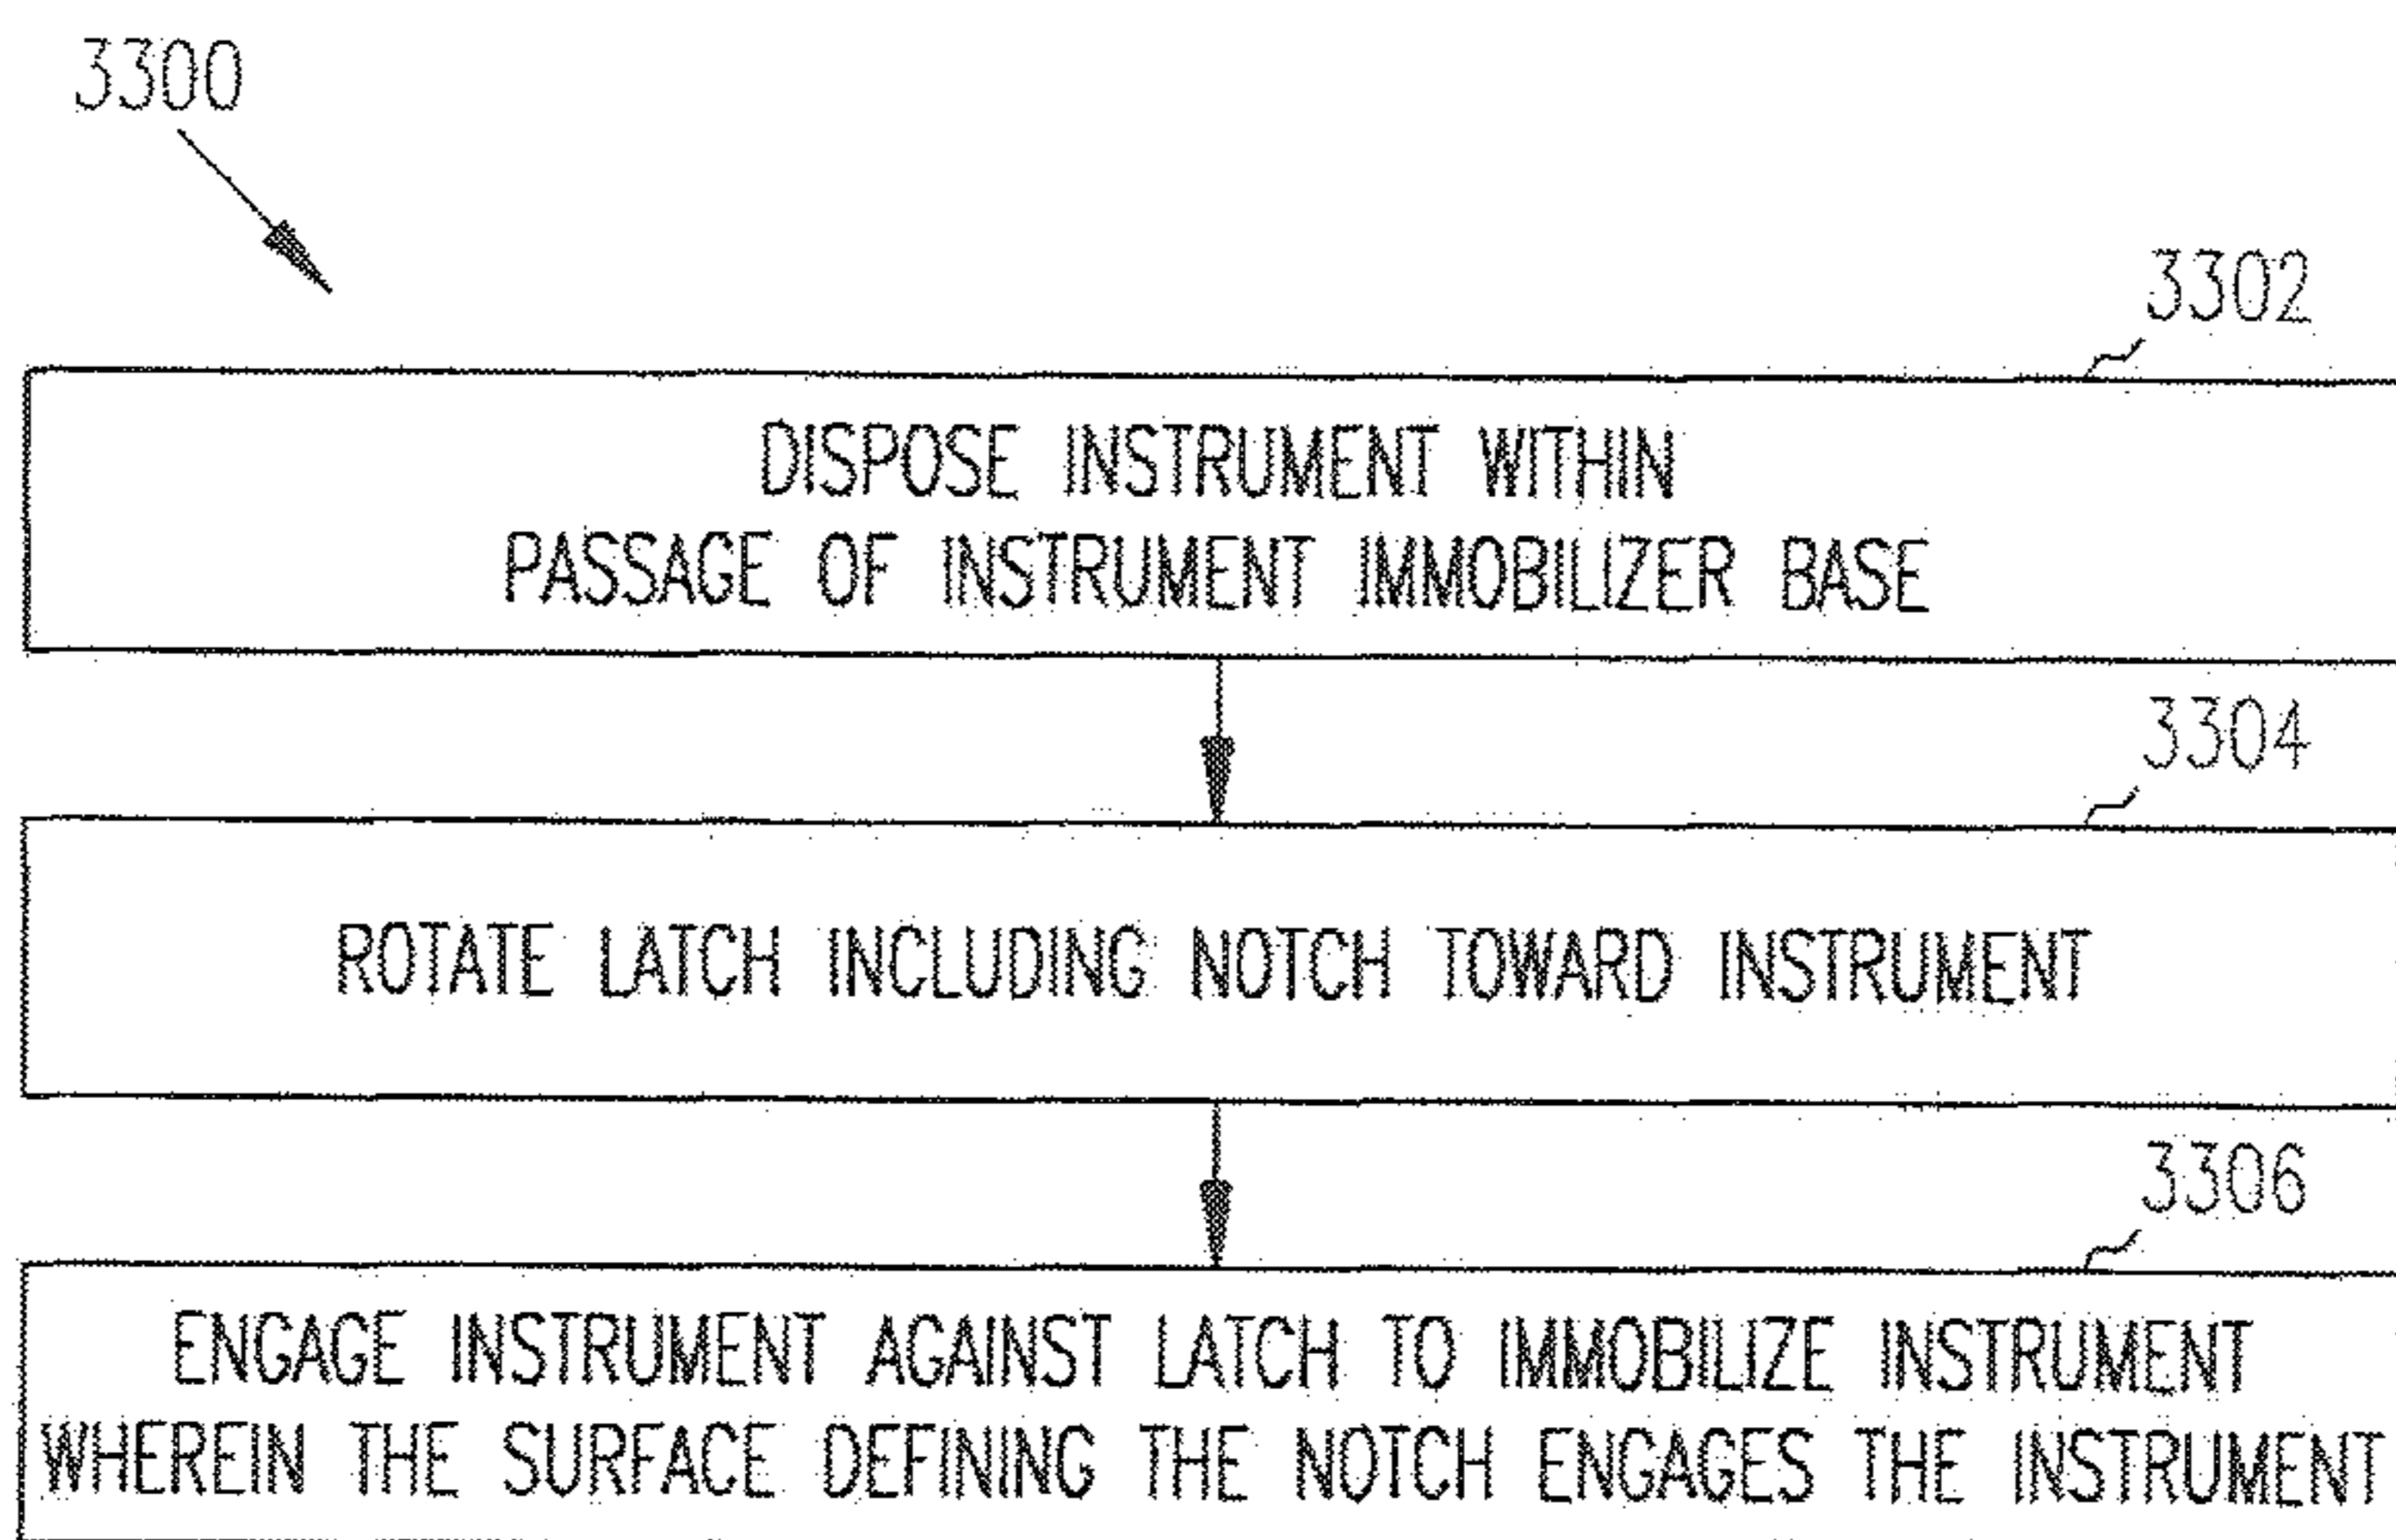 3300
3302
DISPOSE INSTRUMENT WITHIN
PASSAGE OF INSTRUMENT IMMOBILIZER BASE
3304
ROTATE LATCH INCLUDING NOTCH TOWARD INSTRUMENT
3306
ENGAGE INSTRUMENT AGAINST LATCH TO IMMOBILIZE INSTRUMENT
WHEREIN THE SURFACE DEFINING THE NOTCH ENGAGES THE INSTRUMENT